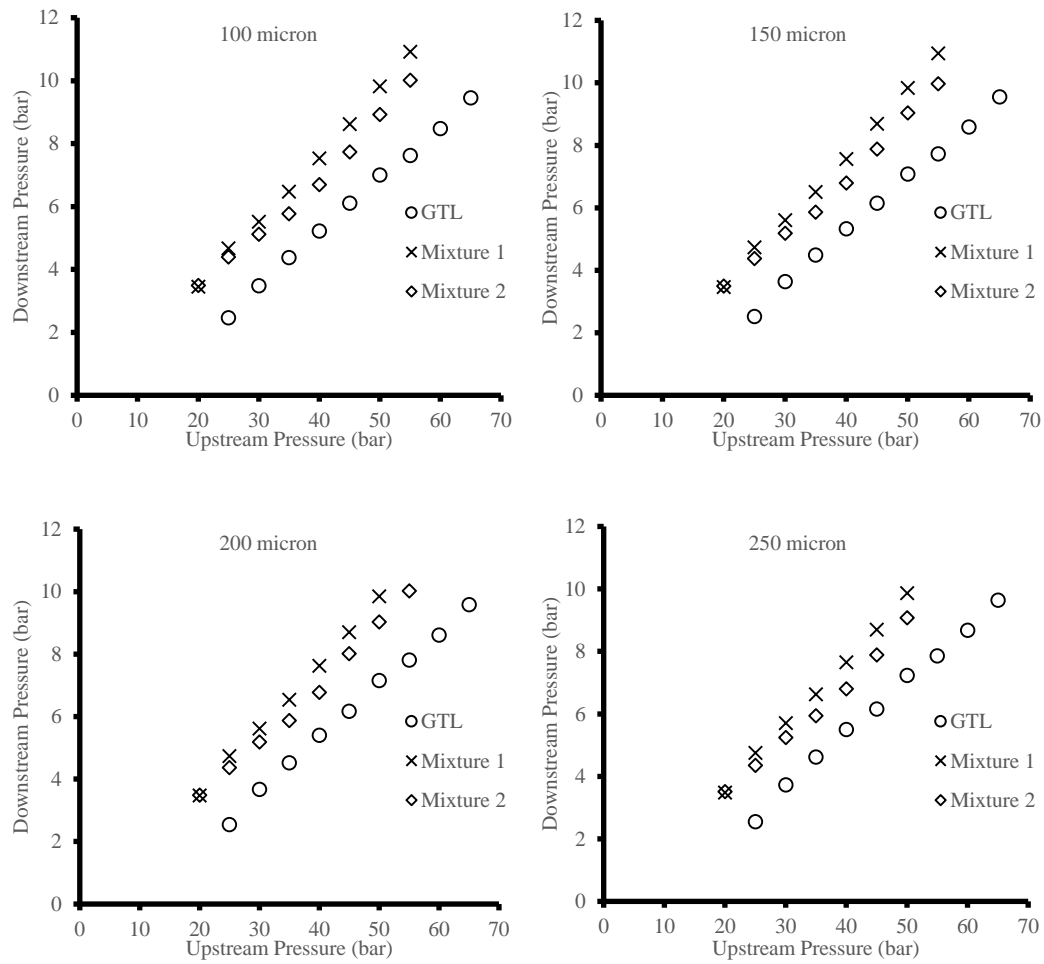 100 micron
Downstream Pressure (bar)
12
10
8
6
4
2
0
0 10 20 30 40 50 60 70
Upstream Pressure (bar)
GTL
Mixture 1
Mixture 2
150 micron
Downstream Pressure (bar)
12
10
8
6
4
2
0
0 10 20 30 40 50 60 70
Upstream Pressure (bar)
GTL
Mixture 1
Mixture 2
200 micron
Downstream Pressure (bar)
12
10
8
6
4
2
0
0 10 20 30 40 50 60 70
Upstream Pressure (bar)
GTL
Mixture 1
Mixture 2
250 micron
Downstream Pressure (bar)
12
10
8
6
4
2
0
0 10 20 30 40 50 60 70
Upstream Pressure (bar)
GTL
Mixture 1
Mixture 2